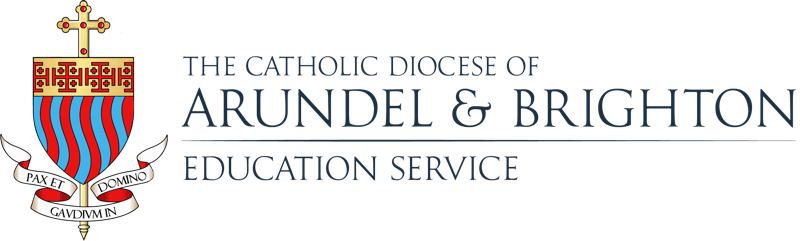 THE CATHOLIC DIOCESE OF
ARUNDEL & BRIGHTON
EDUCATION SERVICE
PAX ET
GAVDIVM IN
DOMINO